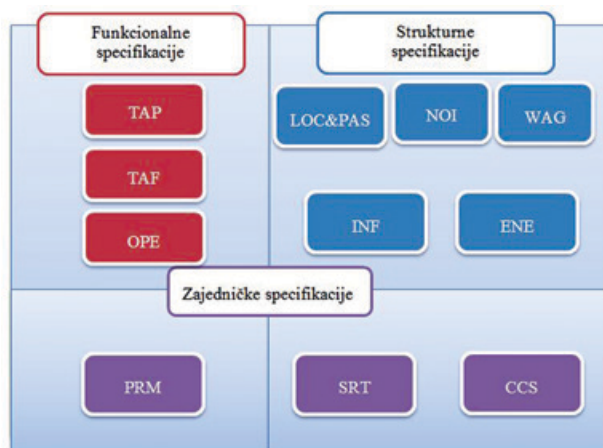 Funkcionalne
specifikacije
Strukturne
specifikacije
TAP
TAF
OPE
LOC&PAS
NOI
WAG
INF
ENE
Zajedničke specifikacije
PRM
SRT
CCS